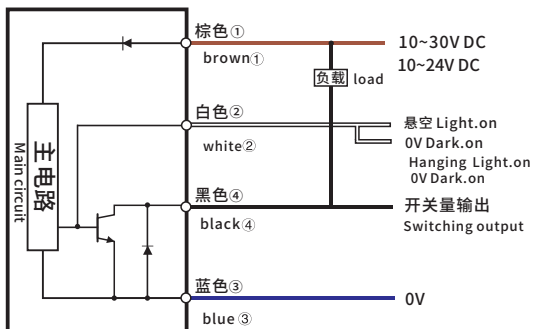 棕色①
brown①
10~30V DC
10~24V DC
负载 load
白色②
white②
悬空 Light.on
0V Dark.on
Hanging Light.on
0V Dark.on
主电路
Main circuit
黑色④
black④
开关量输出
Switching output
蓝色③
blue③
0V